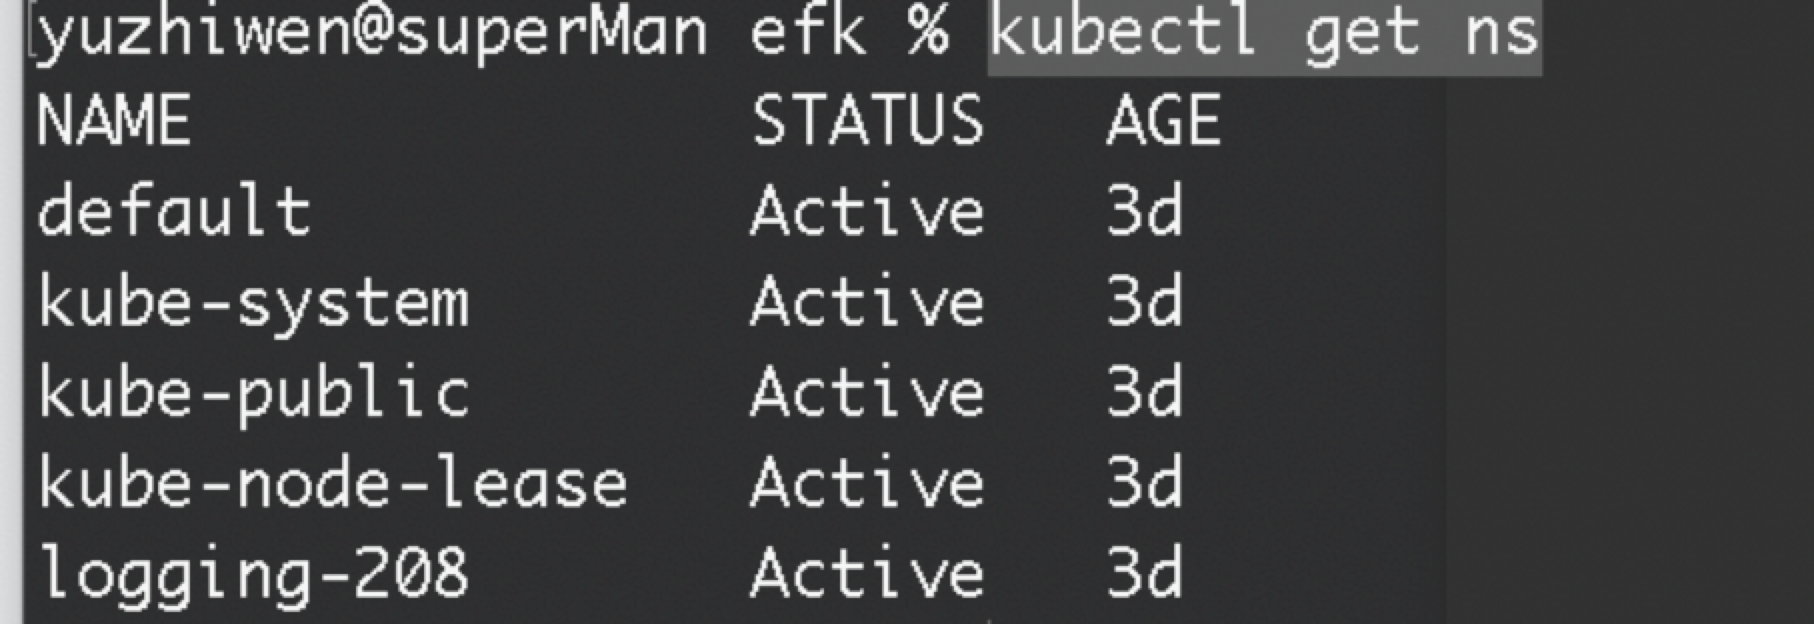 [yuzhiwen@superMan efk % kubectl get ns
NAME STATUS AGE
default Active 3d
kube-system Active 3d
kube-public Active 3d
kube-node-lease Active 3d
logging-208 Active 3d